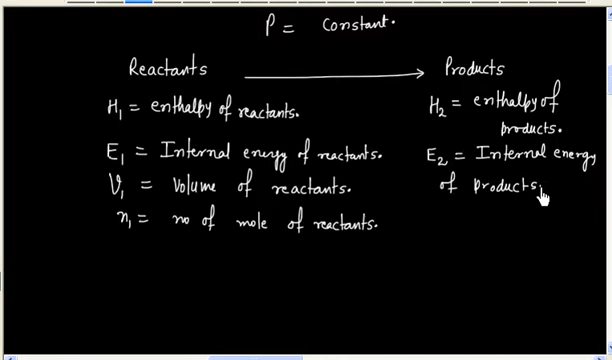 P = Constant.
Reactants ⟶ Products
H₁ = enthalpy of reactants.
H₂ = enthalpy of
products.
E₁ = Internal energy of reactants.
E₂ = Internal energy
V₁ = Volume of reactants.
of products.
n₁ = no of mole of reactants.